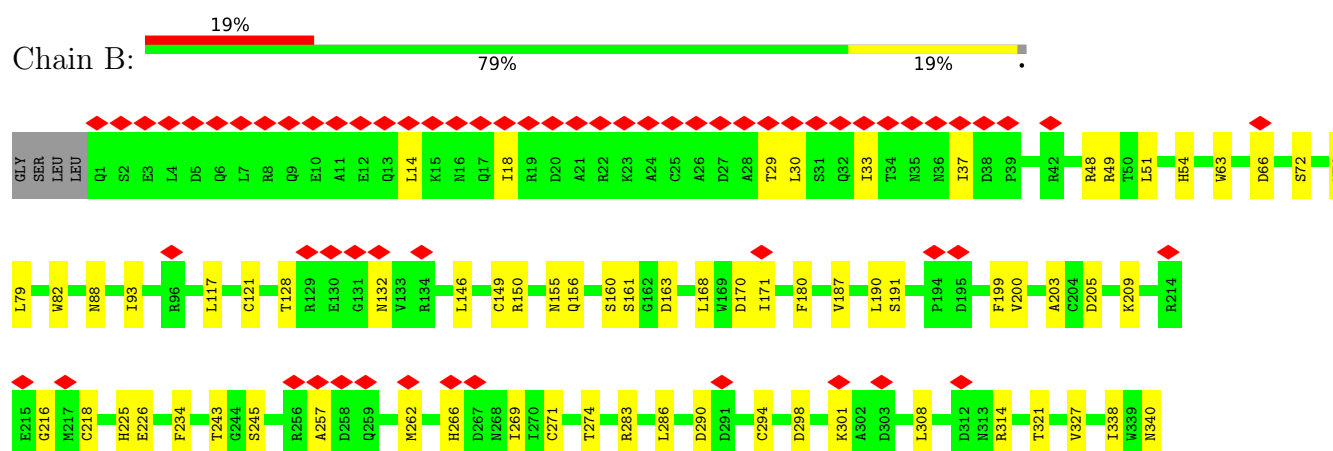 19%
Chain B:
79% 19% •
GLY SER LEU LEU Q1 S2 E3 L4 D5 Q6 L7 R8 Q9 E10 A11 E12 Q13 L14 K15 N16 Q17 I18 R19 D20 A21 R22 K23 A24 C25 A26 D27 A28 T29 L30 S31 Q32 I33 T34 N35 N36 I37 D38 P39 R42 R48 R49 T50 L51 H54 W63 D66 S72
L79 W82 N88 I93 R96 L117 C121 T128 R129 E130 G131 N132 V133 R134 L146 C149 R150 N155 Q156 S160 S161 G162 D163 L168 W169 D170 I171 F180 V187 L190 S191 P194 D195 F199 V200 A203 C204 D205 K209 R214
E215 G216 M217 C218 H225 E226 F234 T243 G244 S245 R256 A257 D258 Q259 M262 H266 D267 N268 I269 I270 C271 T274 R283 L286 D290 D291 C294 D298 K301 A302 D303 L308 D312 N313 R314 T321 V327 I338 W339 N340